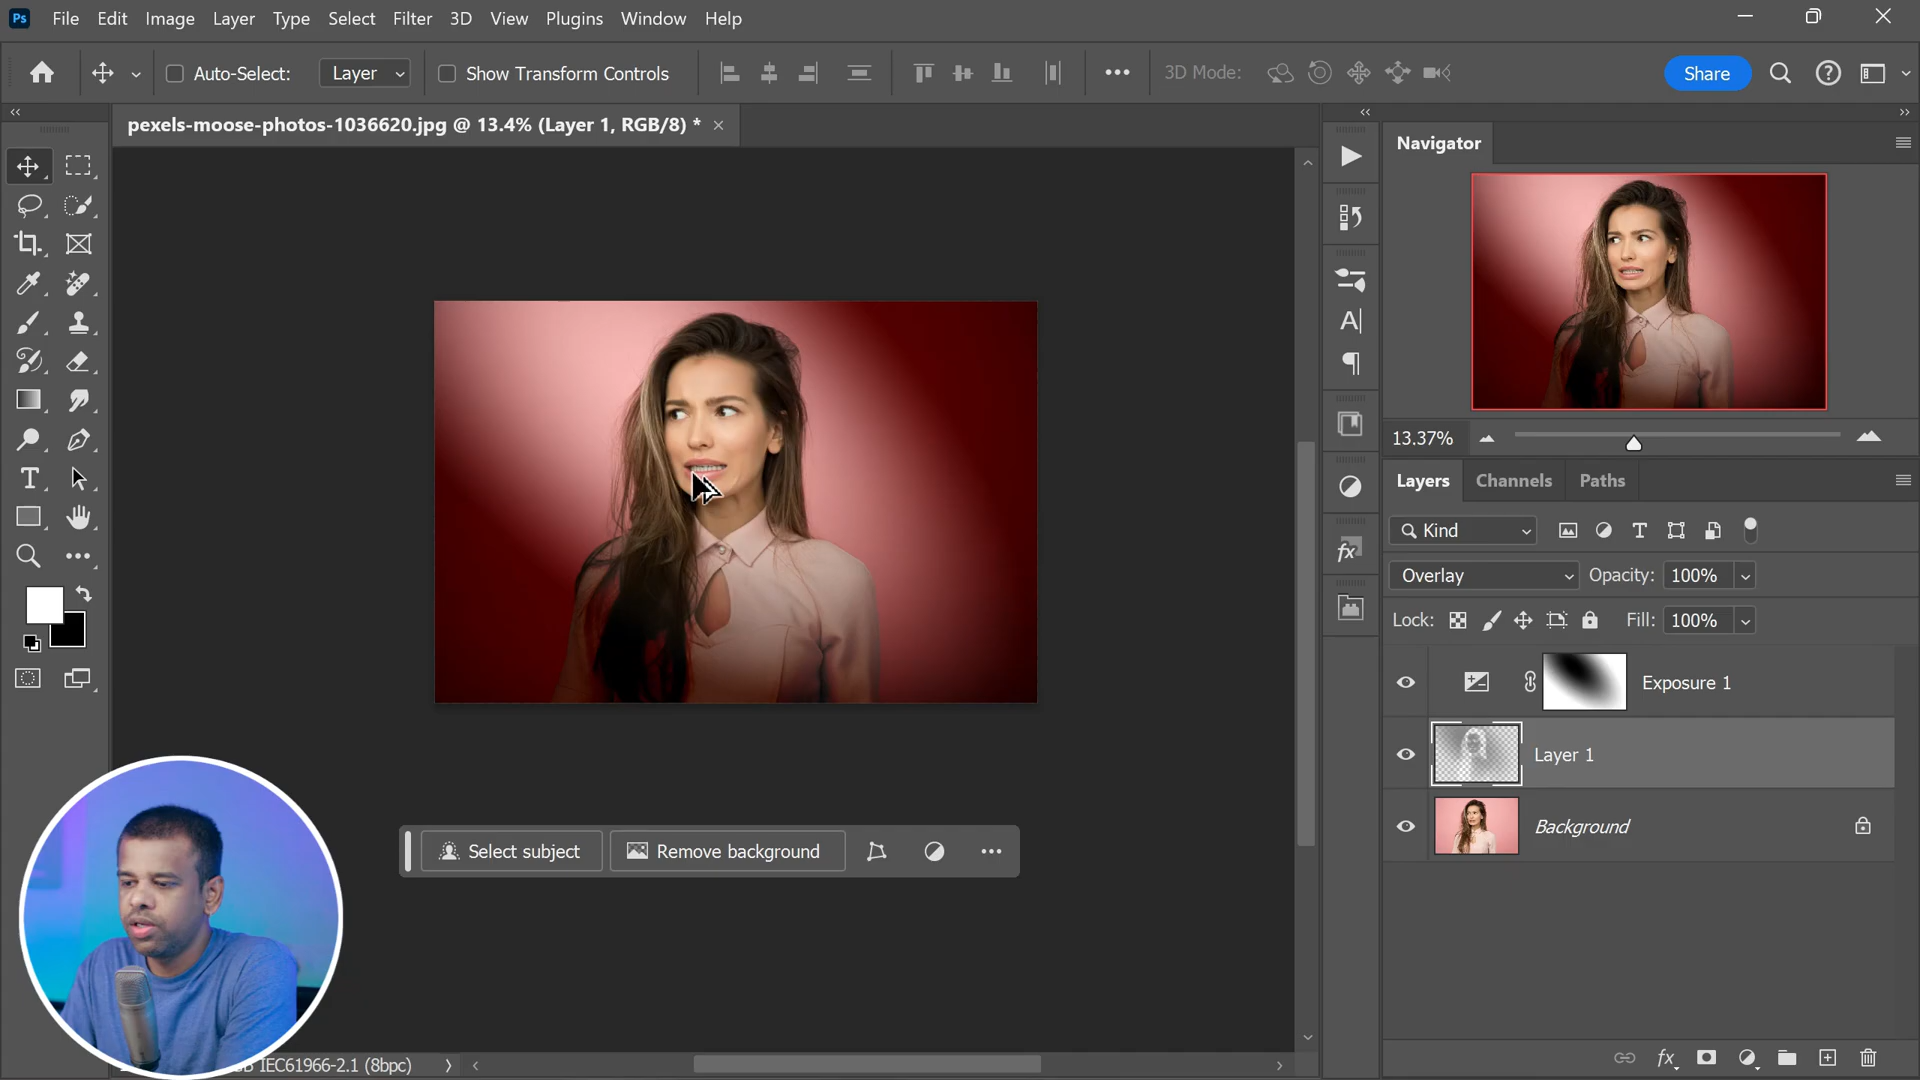 Ps File Edit Image Layer Type Select Filter 3D View Plugins Window Help
Auto-Select: Layer Show Transform Controls 3D Mode: Share
pexels-moose-photos-1036620.jpg @ 13.4% (Layer 1, RGB/8) *
Navigator
13.37%
Layers Channels Paths
Kind
Overlay Opacity: 100%
Lock: Fill: 100%
Exposure 1
Layer 1
Background
Select subject Remove background
IEC61966-2.1 (8bpc)